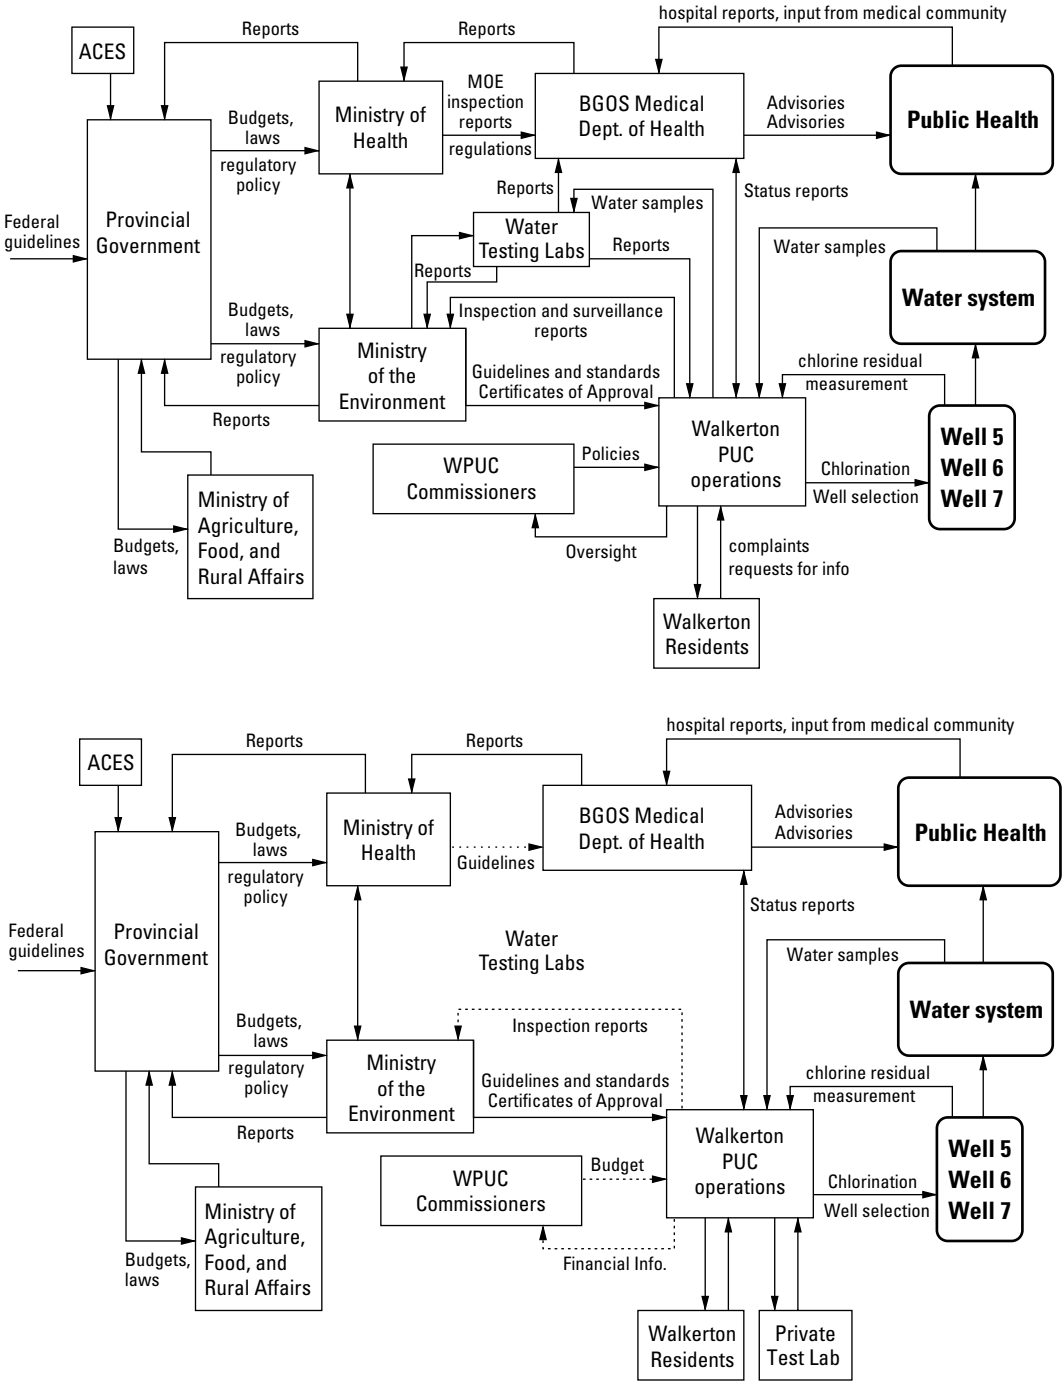 hospital reports, input from medical community
ACES
Reports
Reports
Ministry of
Health
MOE
inspection
reports
regulations
BGOS Medical
Dept. of Health
Advisories
Advisories
Public Health
Budgets,
laws
regulatory
policy
Federal
guidelines
Provincial
Government
Reports
Water samples
Status reports
Water
Testing Labs
Reports
Reports
Water samples
Water system
Budgets,
laws
regulatory
policy
Inspection and surveillance
reports
Ministry
of the
Environment
Guidelines and standards
Certificates of Approval
chlorine residual
measurement
Reports
Walkerton
PUC
operations
Well 5
Well 6
Well 7
WPUC
Commissioners
Policies
Chlorination
Well selection
Ministry of
Agriculture,
Food, and
Rural Affairs
Budgets,
laws
Oversight
complaints
requests for info
Walkerton
Residents
hospital reports, input from medical community
ACES
Reports
Reports
Ministry of
Health
Guidelines
BGOS Medical
Dept. of Health
Advisories
Advisories
Public Health
Budgets,
laws
regulatory
policy
Federal
guidelines
Provincial
Government
Status reports
Water
Testing Labs
Water samples
Water system
Budgets,
laws
regulatory
policy
Inspection reports
Ministry
of the
Environment
Guidelines and standards
Certificates of Approval
chlorine residual
measurement
Reports
Walkerton
PUC
operations
Well 5
Well 6
Well 7
WPUC
Commissioners
Budget
Chlorination
Well selection
Ministry of
Agriculture,
Food, and
Rural Affairs
Budgets,
laws
Financial Info.
Walkerton
Residents
Private
Test Lab